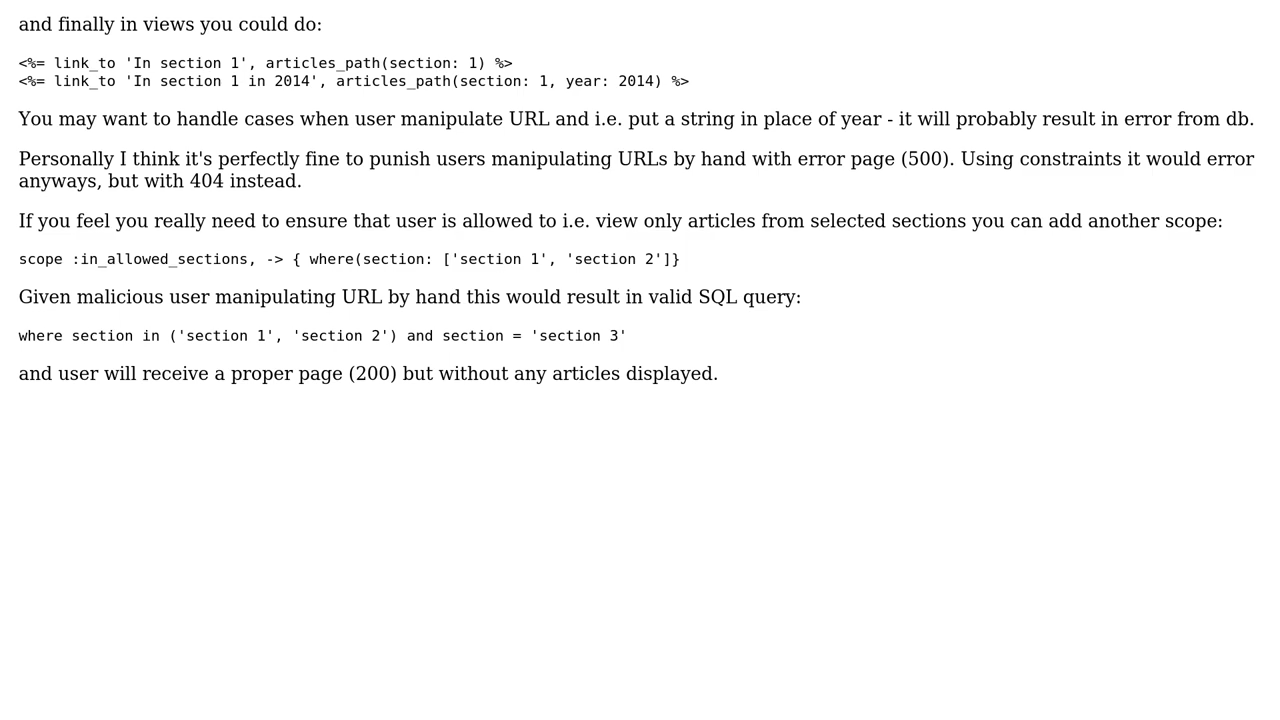 and finally in views you could do:
<%= link_to 'In section 1', articles_path(section: 1) %>
<%= link_to 'In section 1 in 2014', articles_path(section: 1, year: 2014) %>
You may want to handle cases when user manipulate URL and i.e. put a string in place of year - it will probably result in error from db.
Personally I think it's perfectly fine to punish users manipulating URLs by hand with error page (500). Using constraints it would error
anyways, but with 404 instead.
If you feel you really need to ensure that user is allowed to i.e. view only articles from selected sections you can add another scope:
scope :in_allowed_sections, -> { where(section: ['section 1', 'section 2']}
Given malicious user manipulating URL by hand this would result in valid SQL query:
where section in ('section 1', 'section 2') and section = 'section 3'
and user will receive a proper page (200) but without any articles displayed.